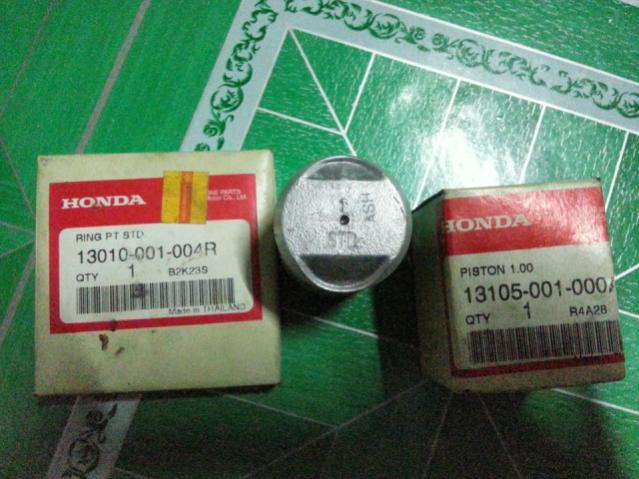 HONDA
RING PT STD
13010-001-004R
QTY 1 B2K23S
Made in THAILAND
STD
ASH
HONDA
PISTON 1.00
13105-001-000
QTY 1 R4A2B